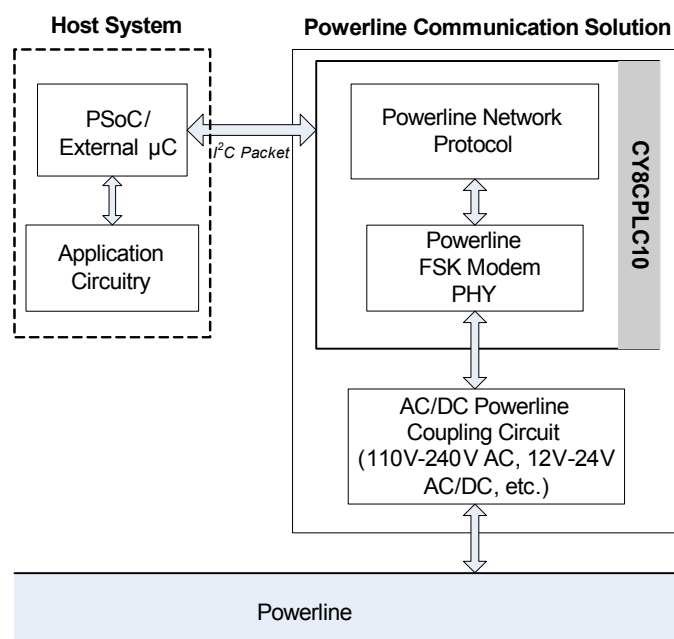 Host System
PSoC/
External µC
Application
Circuitry
I²C Packet
Powerline Communication Solution
Powerline Network
Protocol
Powerline
FSK Modem
PHY
CY8CPLC10
AC/DC Powerline
Coupling Circuit
(110V-240V AC, 12V-24V
AC/DC, etc.)
Powerline